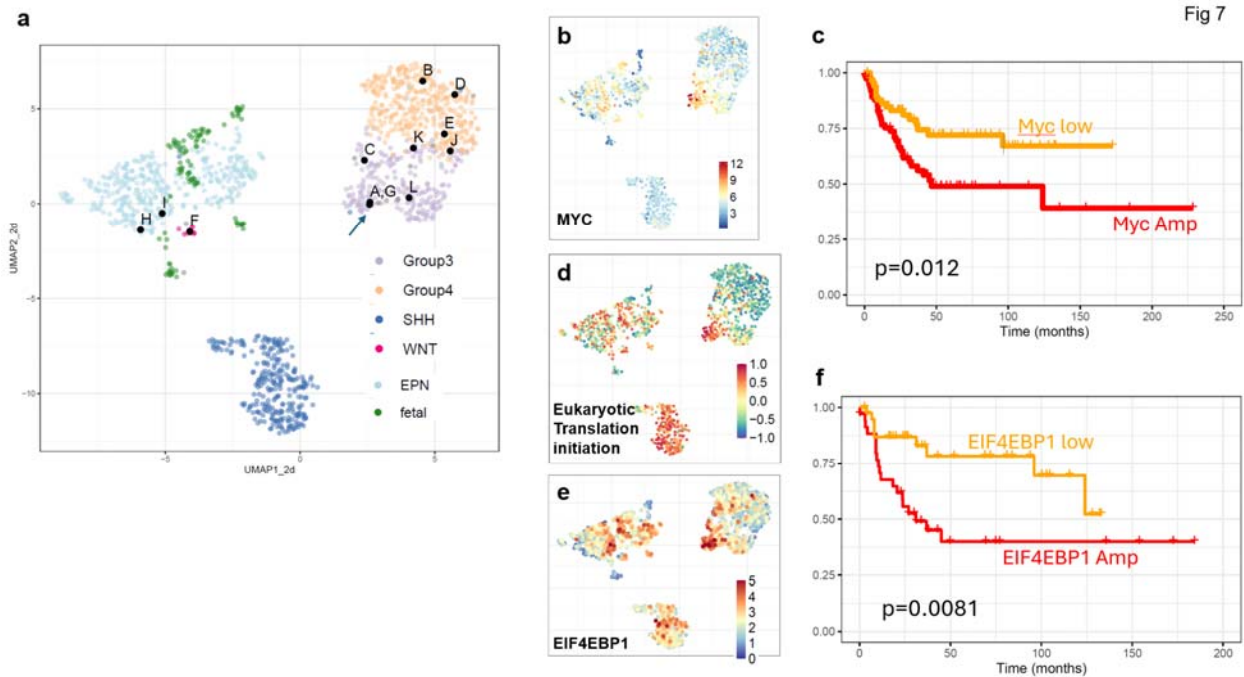 Fig 7
a
UMAP2_2d
5
0
−5
−10
B
D
E
K
J
C
A,G
L
I
H
F
Group3
Group4
SHH
WNT
EPN
fetal
−5
0
5
UMAP1_2d
b
12
9
6
3
MYC
c
1.00
0.75
0.50
0.25
0.00
Myc low
Myc Amp
p=0.012
0
50
100
150
200
250
Time (months)
d
1.0
0.5
0.0
−0.5
−1.0
Eukaryotic
Translation
initiation
e
5
4
3
2
1
0
EIF4EBP1
f
1.00
0.75
0.50
0.25
0.00
EIF4EBP1 low
EIF4EBP1 Amp
p=0.0081
0
50
100
150
200
Time (months)